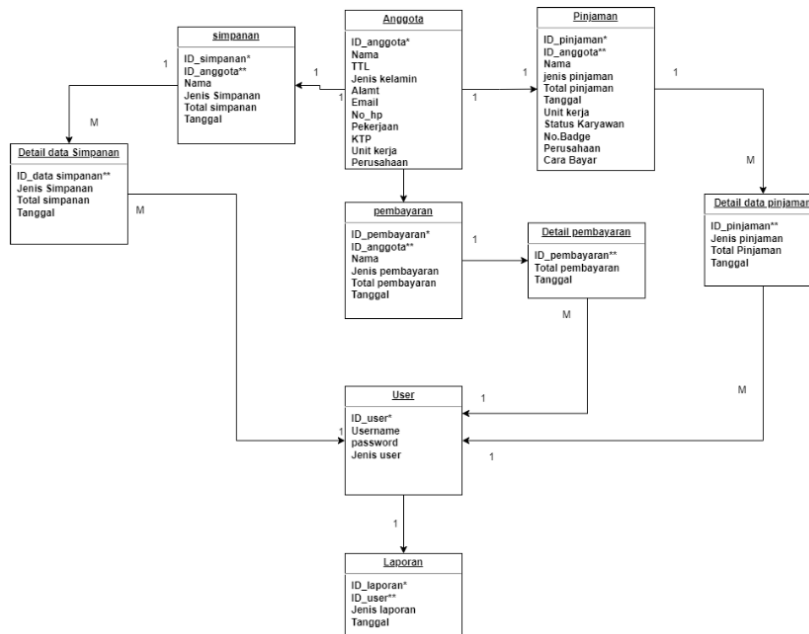 simpanan
ID_simpanan*
ID_anggota**
Nama
Jenis Simpanan
Total simpanan
Tanggal
Anggota
ID_anggota*
Nama
TTL
Jenis kelamin
Alamt
Email
No_hp
Pekerjaan
KTP
Unit kerja
Perusahaan
Pinjaman
ID_pinjaman*
ID_anggota**
Nama
jenis pinjaman
Total pinjaman
Tanggal
Unit kerja
Status Karyawan
No.Badge
Perusahaan
Cara Bayar
1
1
1
1
1
1
M
M
Detail data Simpanan
ID_data simpanan**
Jenis Simpanan
Total simpanan
Tanggal
M
pembayaran
ID_pembayaran*
ID_anggota**
Nama
Jenis pembayaran
Total pembayaran
Tanggal
1
Detail pembayaran
ID_pembayaran**
Total pembayaran
Tanggal
M
Detail data pinjaman
ID_pinjaman**
Jenis pinjaman
Total Pinjaman
Tanggal
M
User
ID_user*
Username
password
Jenis user
1
1
1
1
Laporan
ID_laporan*
ID_user**
Jenis laporan
Tanggal